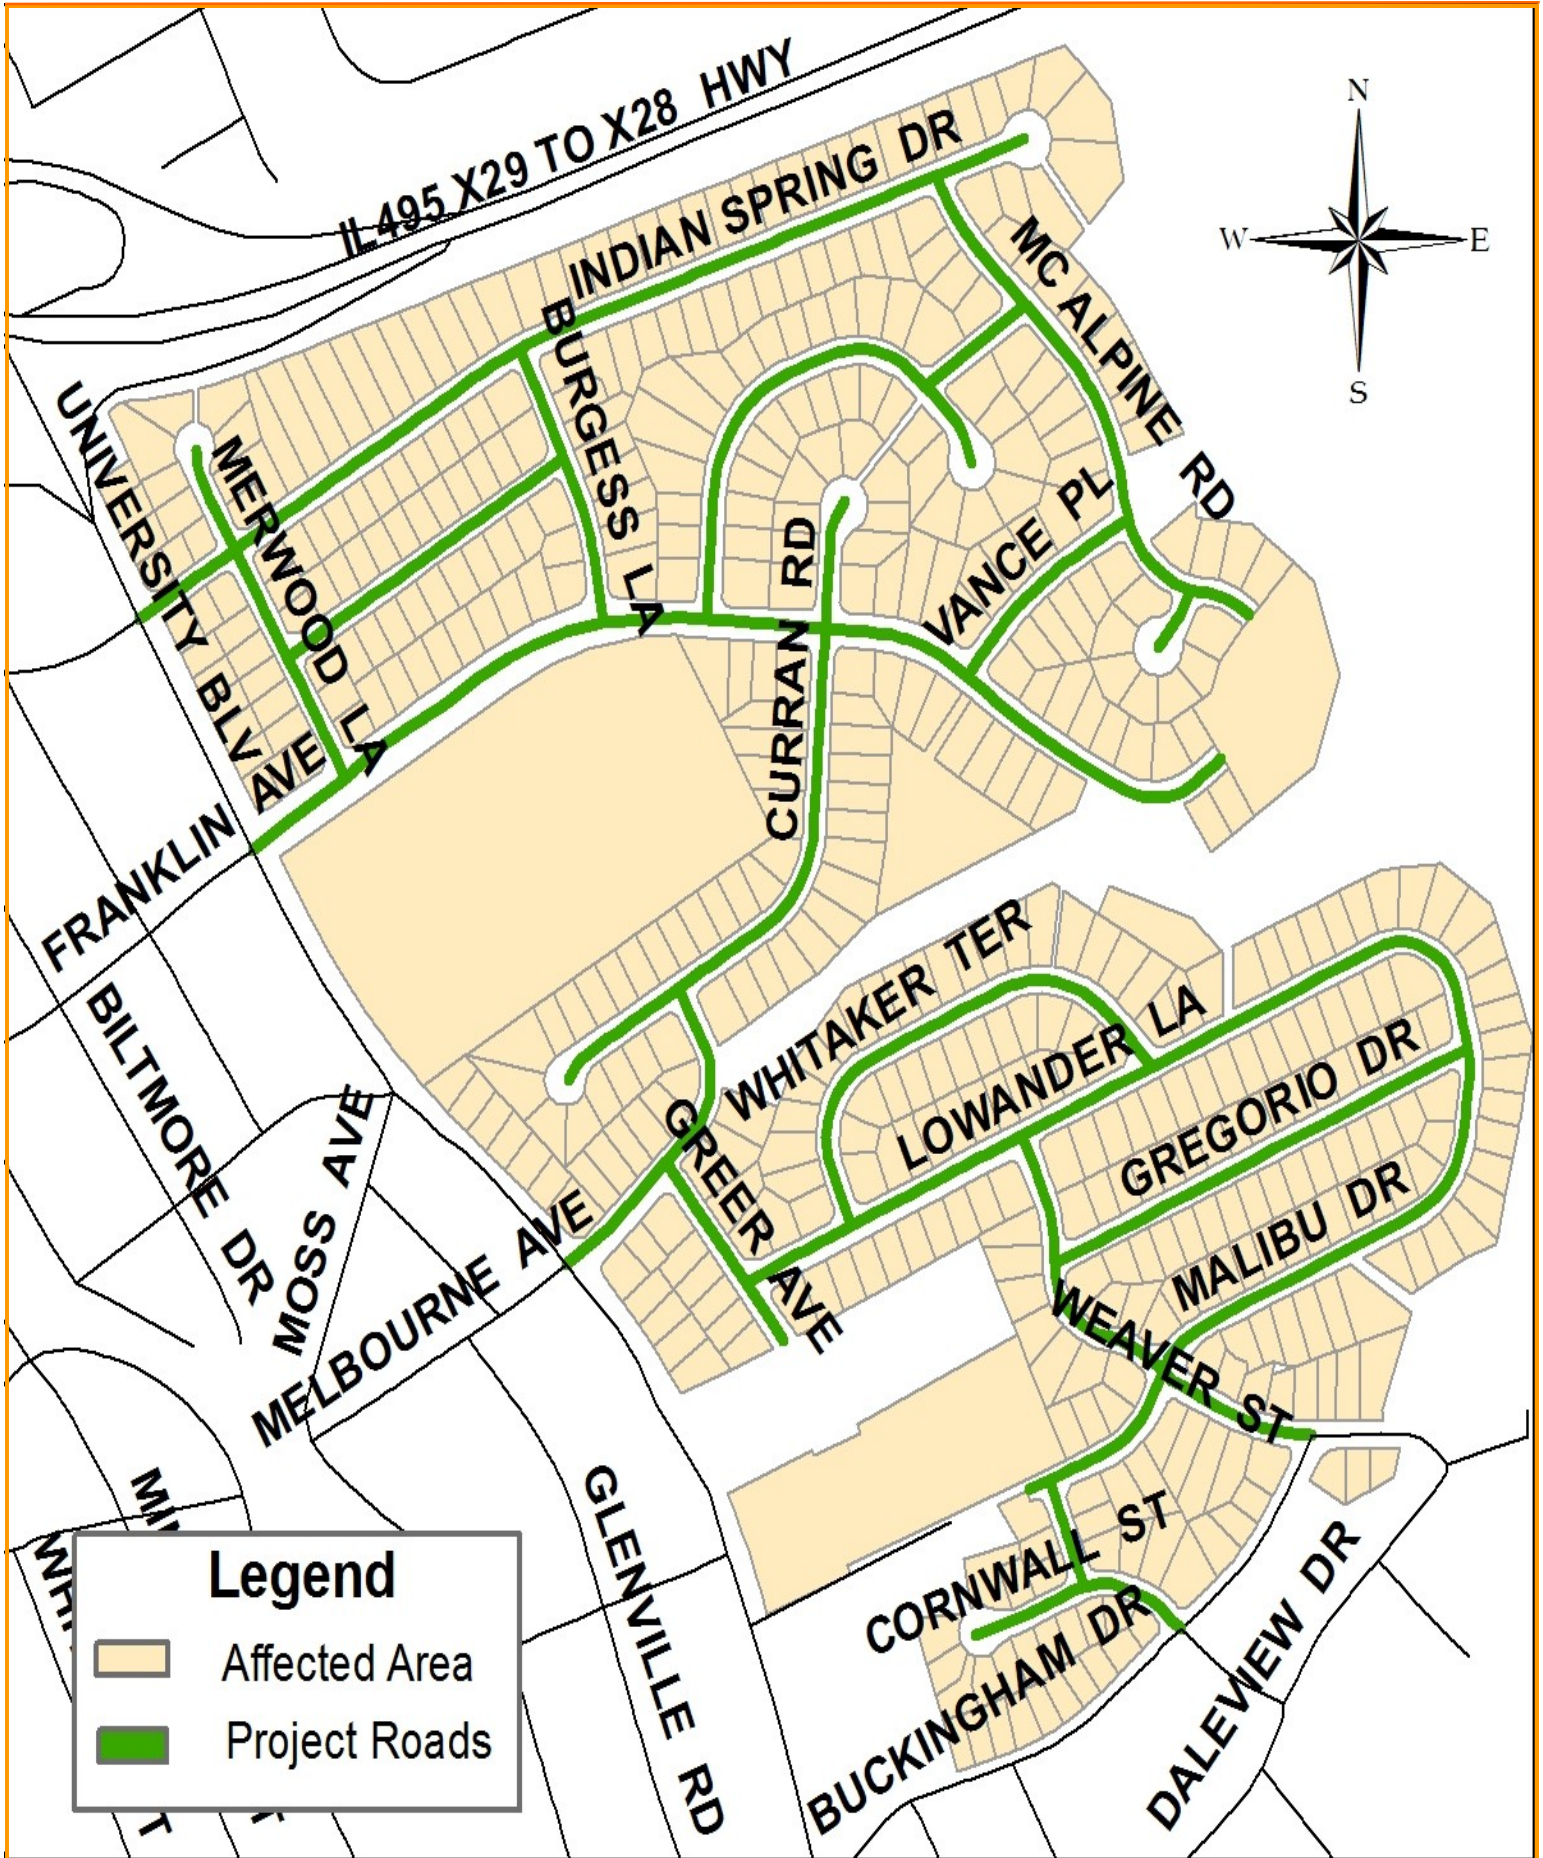 IL495 X29 TO X28 HWY
N
W
E
S
INDIAN SPRING DR
MC ALPINE RD
BURGESS LA
UNIVERSITY BLV
MERWOOD LA
VANCE PL
CURRAN RD
CURRAN RD
FRANKLIN AVE
WHITAKER TER
LOWANDER LA
GREGORIO DR
MALIBU DR
BILTMORE DR
MOSS AVE
GREER AVE
MELBOURNE AVE
WEAVER ST
GLENVILLE RD
CORNWALL ST
BUCKINGHAM DR
DALEVIEW DR
Legend
Affected Area
Project Roads